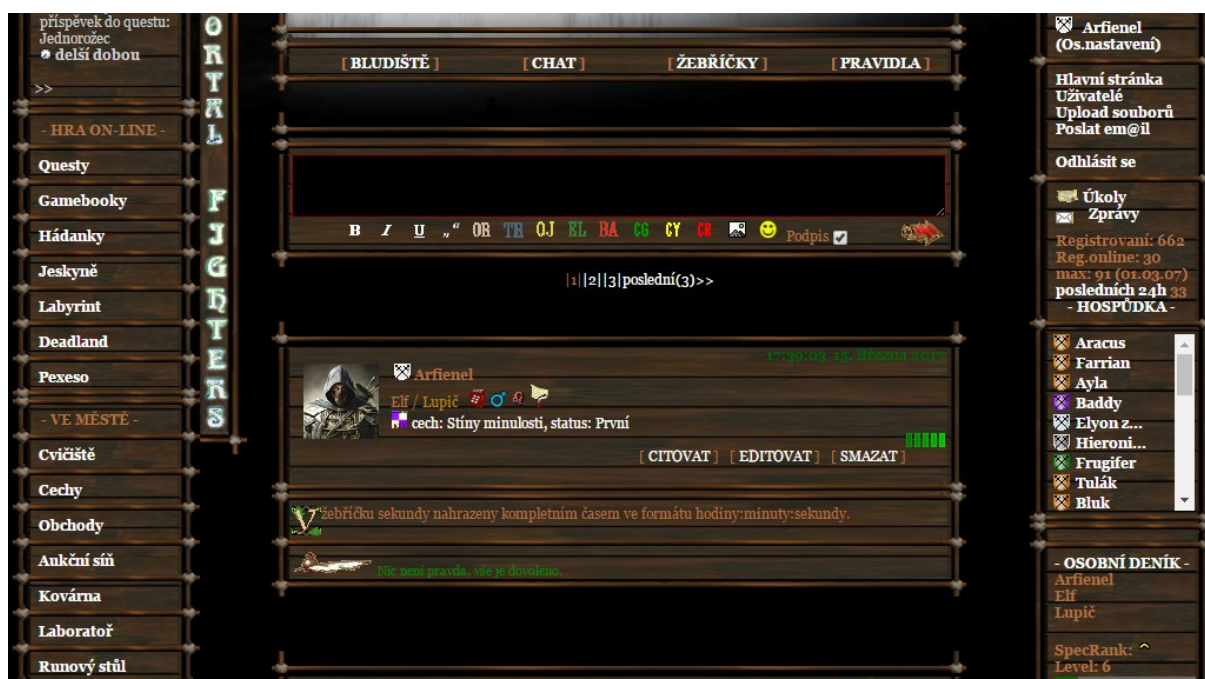 příspěvek do questu:
Jednorožec
delší dobou
>>
- HRA ON-LINE -
Questy
Gamebooky
Hádanky
Jeskyně
Labyrint
Deadland
Pexeso
- VE MĚSTĚ -
Cvičiště
Cechy
Obchody
Aukční síň
Kovárna
Laboratoř
Runový stůl
ORTAL FIGHTERS
[ BLUDIŠTĚ ] [ CHAT ] [ ŽEBŘÍČKY ] [ PRAVIDLA ]
B I U „“ OR TR OJ EL BA CG CY CR Podpis
|1||2||3|poslední(3)>>
17:39:03 15. Března 2017
Arfienel
Elf / Lupič
cech: Stíny minulosti, status: První
[ CITOVAT ] [ EDITOVAT ] [ SMAZAT ]
V žebříčku sekundy nahrazeny kompletním časem ve formátu hodiny:minuty:sekundy.
Nic není pravda, vše je dovoleno.
Arfienel
(Os.nastavení)
Hlavní stránka
Uživatelé
Upload souborů
Poslat em@il
Odhlásit se
Úkoly
Zprávy
Registrovaní: 662
Reg.online: 30
max: 91 (01.03.07)
posledních 24h 33
- HOSPŮDKA -
Aracus
Farrian
Ayla
Baddy
Elyon z...
Hieroni...
Frugifer
Tulák
Bluk
- OSOBNÍ DENÍK -
Arfienel
Elf
Lupič
SpecRank:
Level: 6